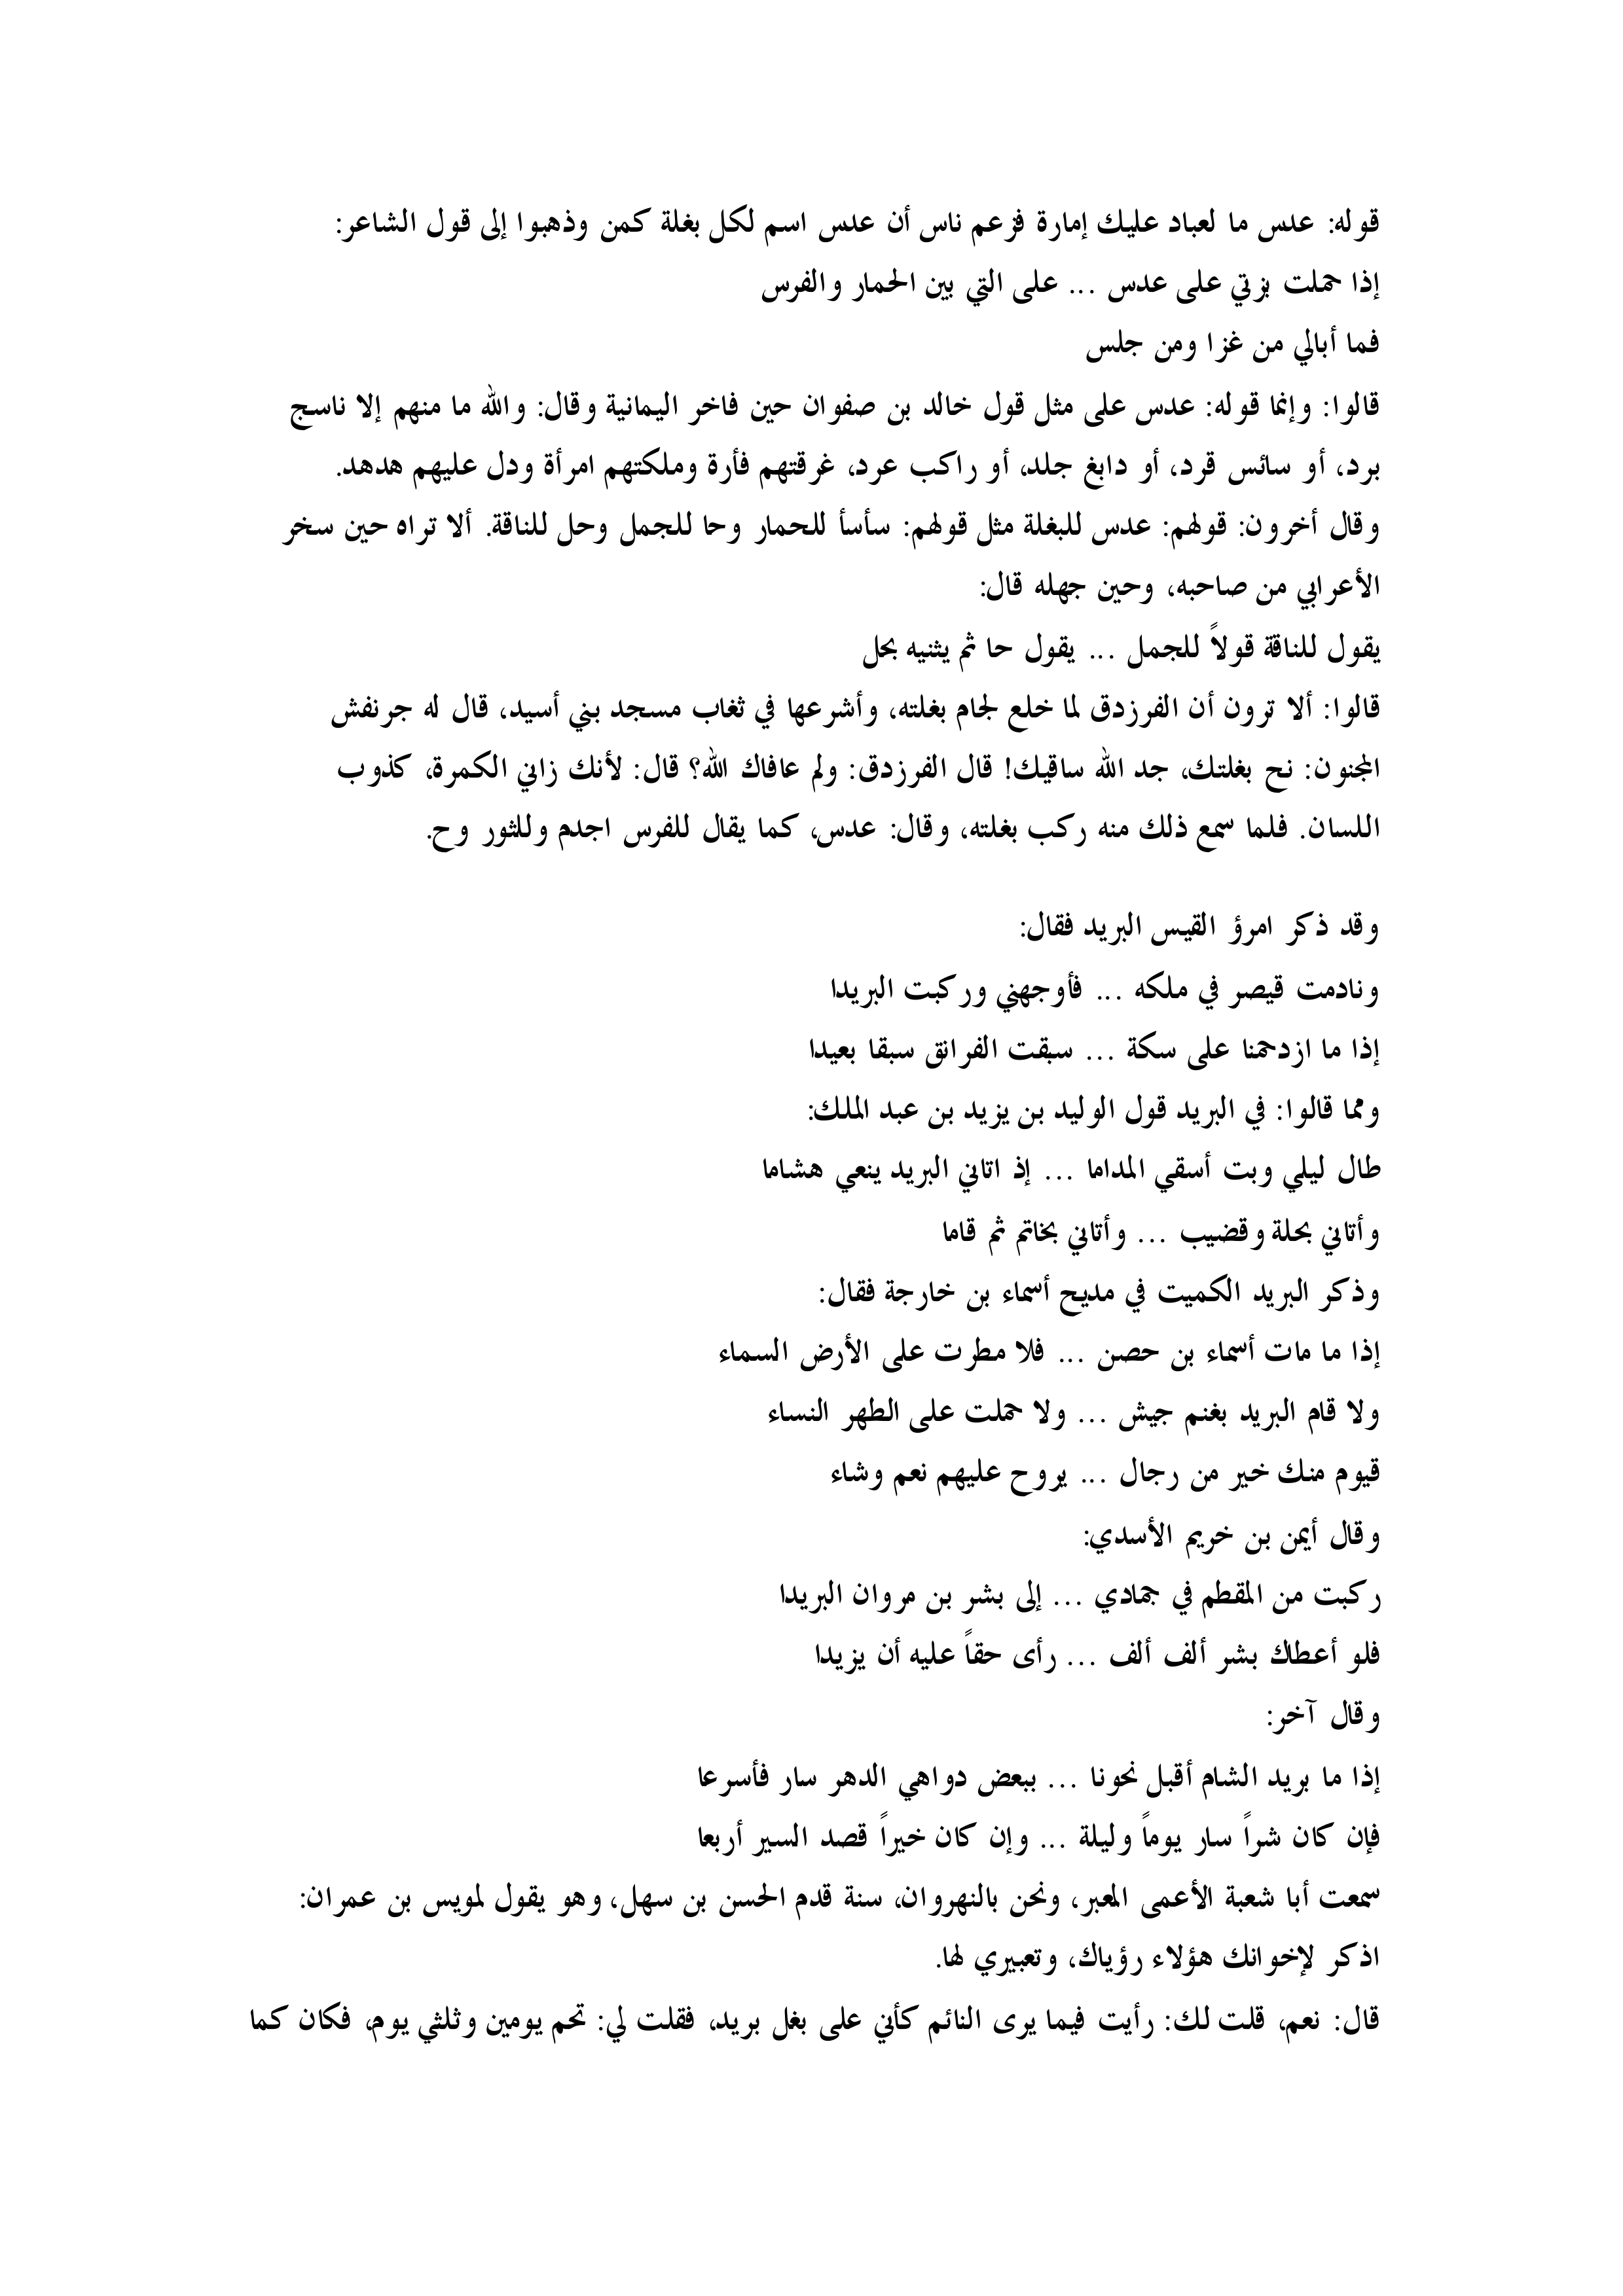 قوله: عدس ما لعباد عليك إمارة فزعم ناس أن عدس اسم لكل بغلة كمن وذهبوا إلى قول الشاعر:
إذا حملت بزتي على عدس ... على التي بين الحمار والفرس
فما أبالي من غزا ومن جلس
قالوا: وإنما قوله: عدس على مثل قول خالد بن صفوان حين فاخر اليمانية وقال: والله ما منهم إلا ناسج
برد، أو سائس قرد، أو دابغ جلد، أو راكب عرد، غرقتهم فأرة وملكتهم امرأة ودل عليهم هدهد.
وقال أخرون: قولهم: عدس للبغلة مثل قولهم: سأسأ للحمار وحا للجمل وحل للناقة. ألا تراه حين سخر
الأعرابي من صاحبه، وحين جهله قال:
يقول للناقة قولاً للجمل ... يقول حا ثم يثنيه بحل
قالوا: ألا ترون أن الفرزدق لما خلع لجام بغلته، وأشرعها في ثغاب مسجد بني أسيد، قال له جرنفش
المجنون: نح بغلتك، جد الله ساقيك! قال الفرزدق: ولم عافاك الله؟ قال: لأنك زاني الكمرة، كذوب
اللسان. فلما سمع ذلك منه ركب بغلته، وقال: عدس، كما يقال للفرس اجدم وللثور وح.
وقد ذكر امرؤ القيس البريد فقال:
ونادمت قيصر في ملكه ... فأوجهني وركبت البريدا
إذا ما ازدحمنا على سكة ... سبقت الفرانق سبقا بعيدا
ومما قالوا: في البريد قول الوليد بن يزيد بن عبد الملك:
طال ليلي وبت أسقي المداما ... إذ اتاني البريد ينعي هشاما
وأتاني بحلة وقضيب ... وأتاني بخاتم ثم قاما
وذكر البريد الكميت في مديح أسماء بن خارجة فقال:
إذا ما مات أسماء بن حصن ... فلا مطرت على الأرض السماء
ولا قام البريد بغنم جيش ... ولا حملت على الطهر النساء
قيوم منك خير من رجال ... يروح عليهم نعم وشاء
وقال أيمن بن خريم الأسدي:
ركبت من المقطم في جمادي ... إلى بشر بن مروان البريدا
فلو أعطاك بشر ألف ألف ... رأى حقاً عليه أن يزيدا
وقال آخر:
إذا ما بريد الشام أقبل نحونا ... ببعض دواهي الدهر سار فأسرعا
فإن كان شراً سار يوماً وليلة ... وإن كان خيراً قصد السير أربعا
سمعت أبا شعبة الأعمى المعبر، ونحن بالنهروان، سنة قدم الحسن بن سهل، وهو يقول لمويس بن عمران:
اذكر لإخوانك هؤلاء رؤياك، وتعبيري لها.
قال: نعم، قلت لك: رأيت فيما يرى النائم كأني على بغل بريد، فقلت لي: تحم يومين وثلثي يوم، فكان كما